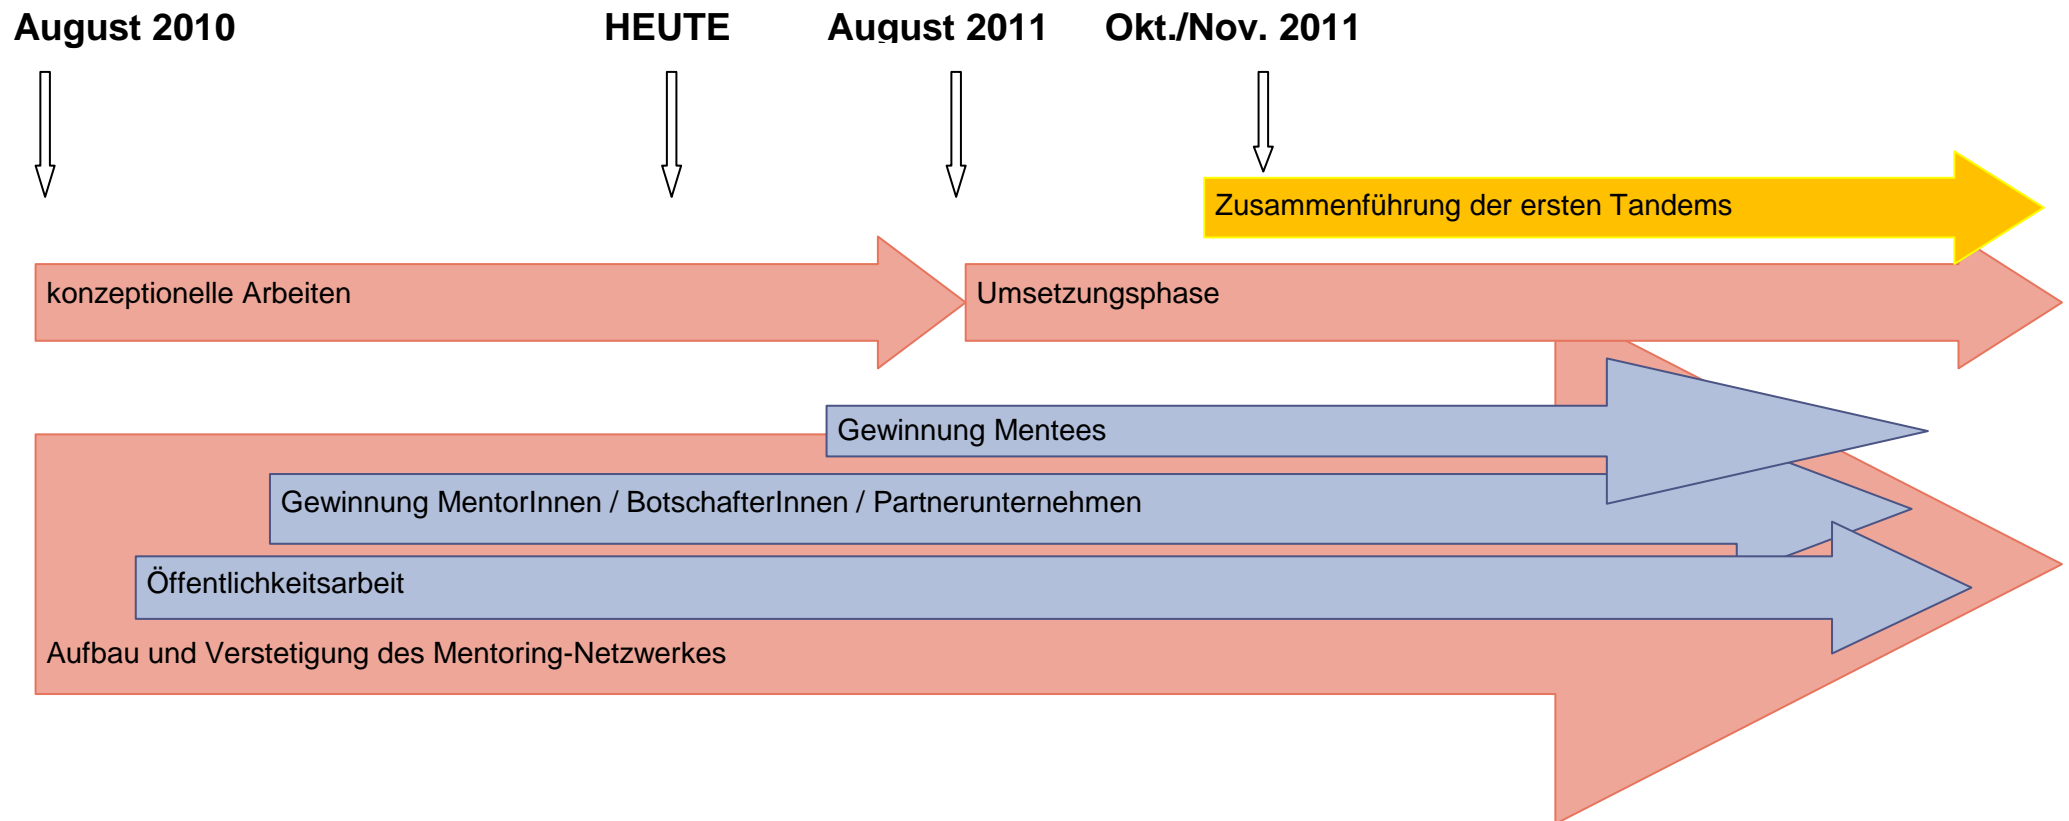 August 2010 HEUTE August 2011 Okt./Nov. 2011
Zusammenführung der ersten Tandems
konzeptionelle Arbeiten Umsetzungsphase
Gewinnung Mentees
Gewinnung MentorInnen / BotschafterInnen / Partnerunternehmen
Öffentlichkeitsarbeit
Aufbau und Verstetigung des Mentoring-Netzwerkes